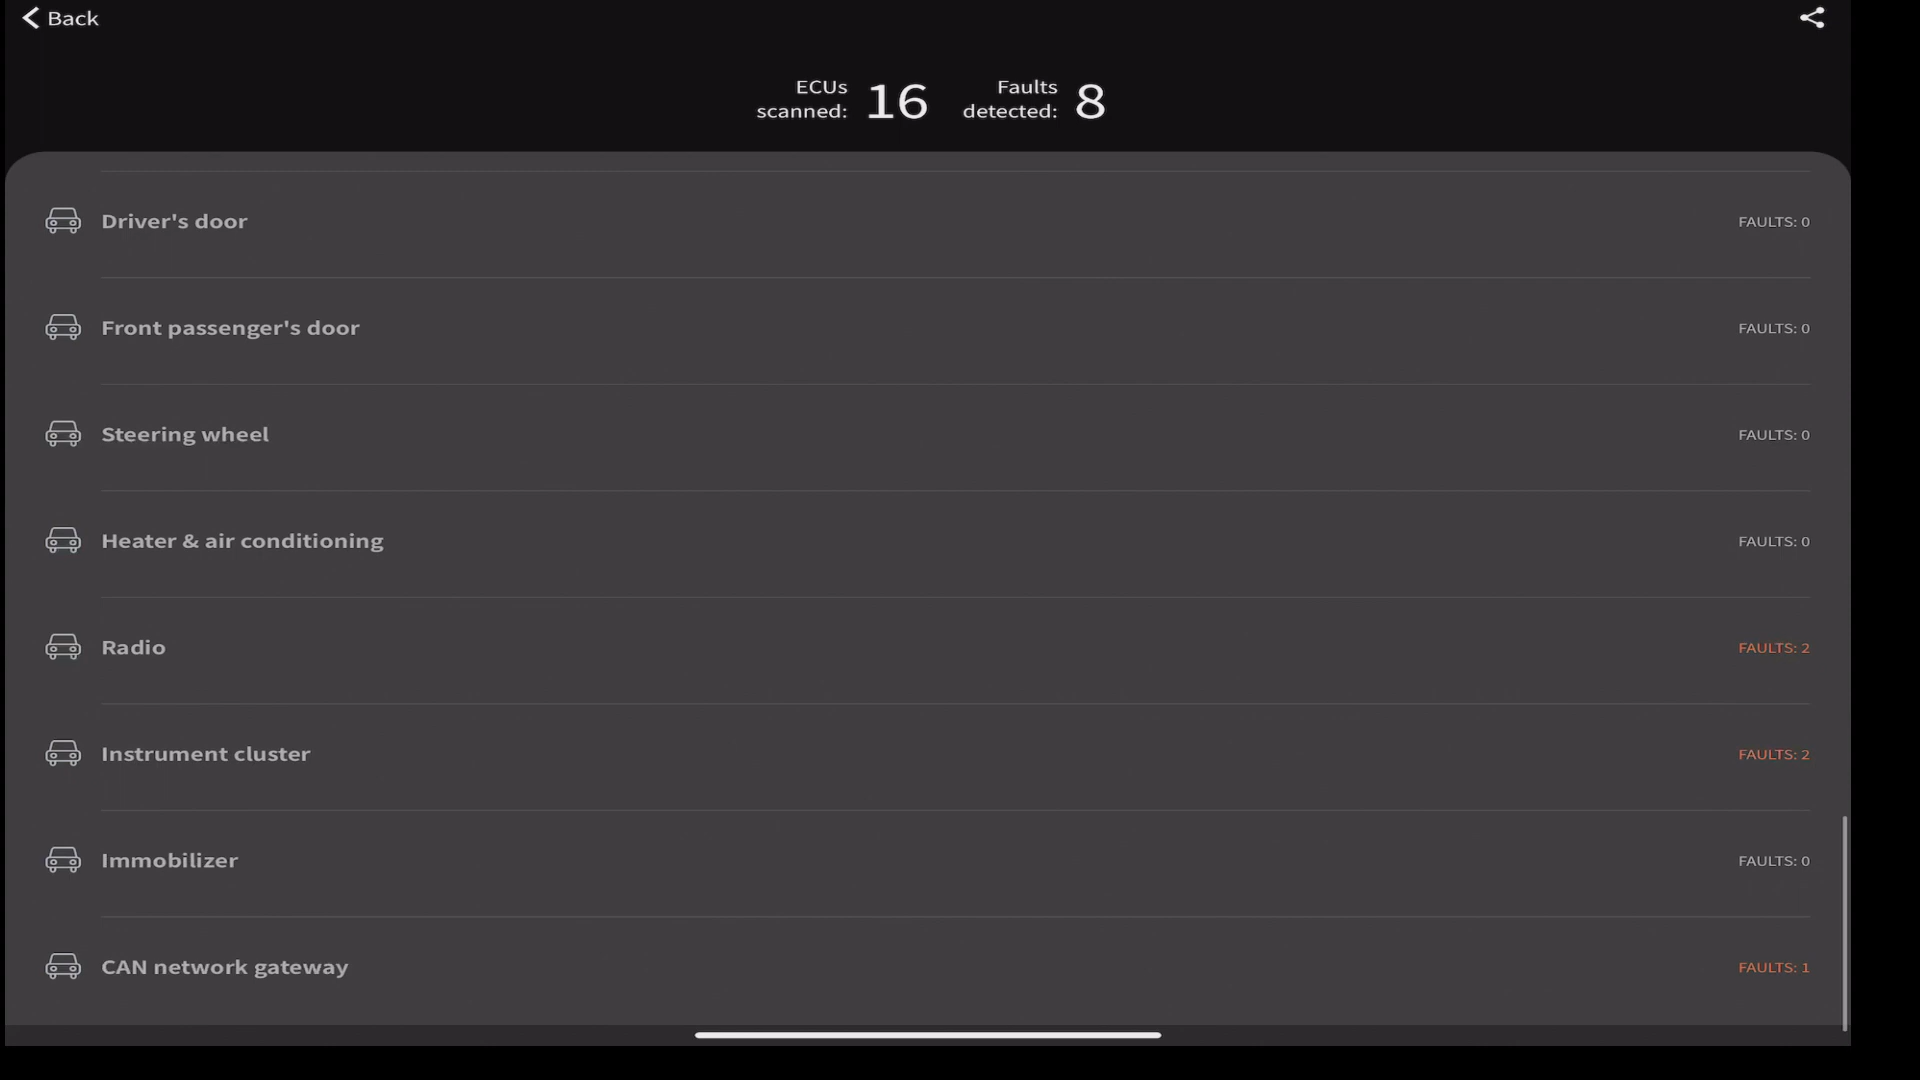 Back
ECUs scanned: 16
Faults detected: 8
Driver's door FAULTS: 0
Front passenger's door FAULTS: 0
Steering wheel FAULTS: 0
Heater & air conditioning FAULTS: 0
Radio FAULTS: 2
Instrument cluster FAULTS: 2
Immobilizer FAULTS: 0
CAN network gateway FAULTS: 1